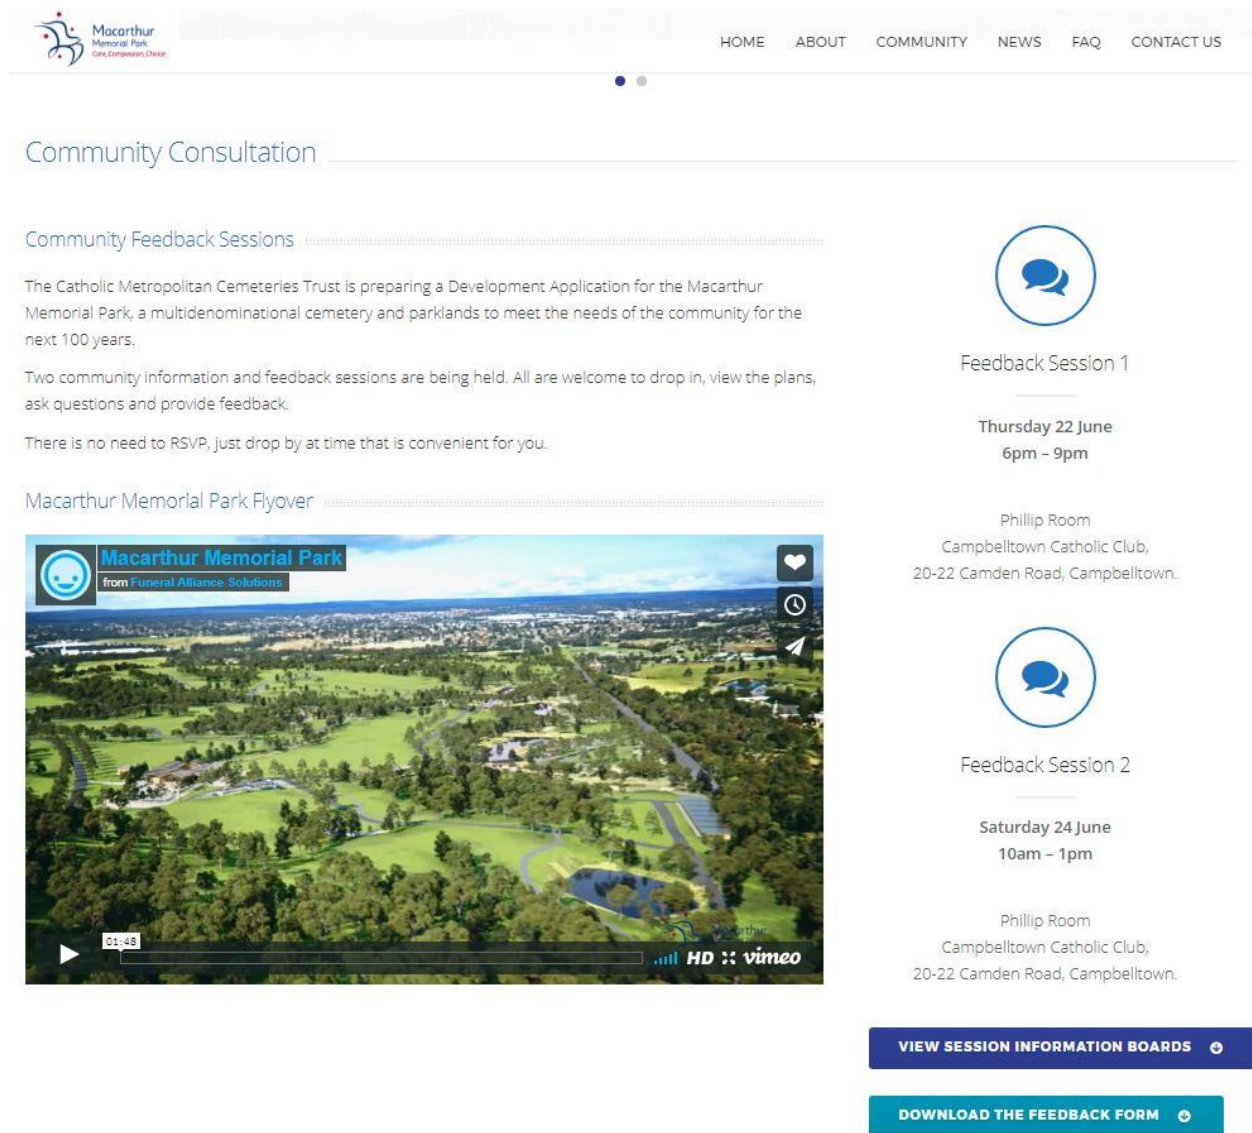 Macarthur
Memorial Park
Care, Compassion, Choice
HOME ABOUT COMMUNITY NEWS FAQ CONTACT US
Community Consultation
Community Feedback Sessions
The Catholic Metropolitan Cemeteries Trust is preparing a Development Application for the Macarthur
Memorial Park, a multidenominational cemetery and parklands to meet the needs of the community for the
next 100 years.
Two community information and feedback sessions are being held. All are welcome to drop in, view the plans,
ask questions and provide feedback.
There is no need to RSVP, just drop by at time that is convenient for you.
Macarthur Memorial Park Flyover
Macarthur Memorial Park
from Funeral Alliance Solutions
01:48
HD vimeo
Feedback Session 1
Thursday 22 June
6pm – 9pm
Phillip Room
Campbelltown Catholic Club,
20-22 Camden Road, Campbelltown.
Feedback Session 2
Saturday 24 June
10am – 1pm
Phillip Room
Campbelltown Catholic Club,
20-22 Camden Road, Campbelltown.
VIEW SESSION INFORMATION BOARDS
DOWNLOAD THE FEEDBACK FORM